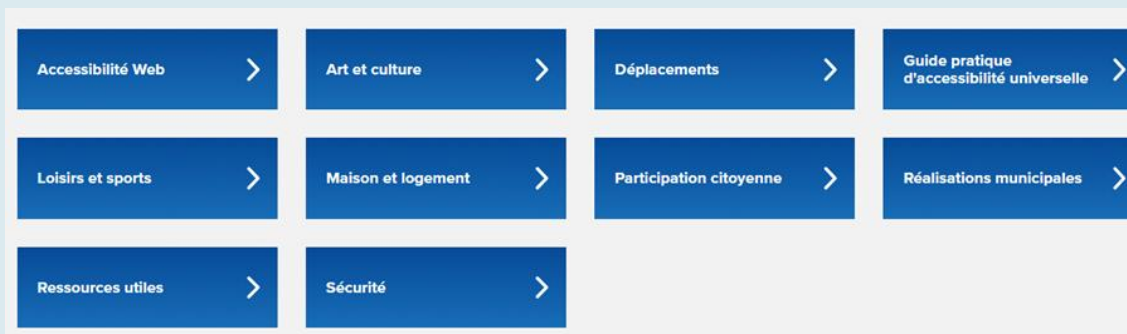 Accessibilité Web
Art et culture
Déplacements
Guide pratique
d'accessibilité universelle
Loisirs et sports
Maison et logement
Participation citoyenne
Réalisations municipales
Ressources utiles
Sécurité